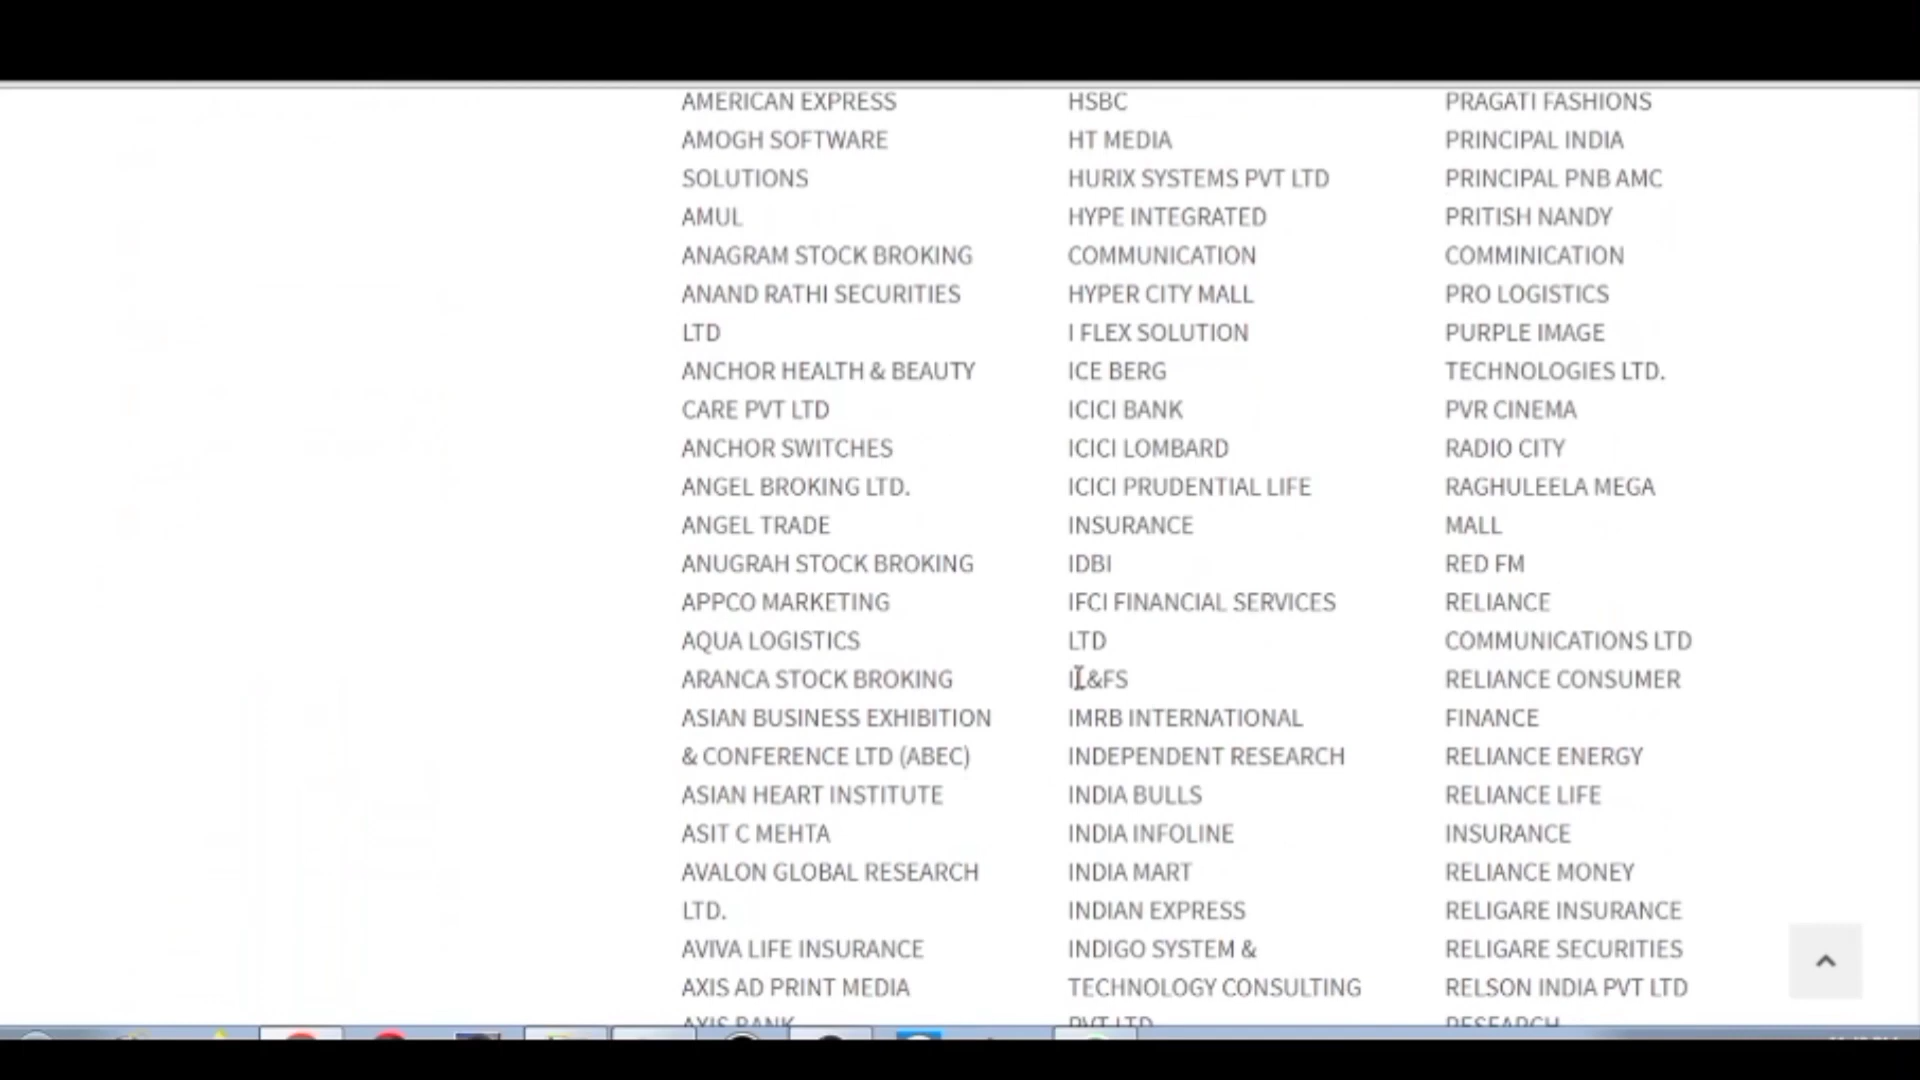 AMERICAN EXPRESS
AMOGH SOFTWARE
SOLUTIONS
AMUL
ANAGRAM STOCK BROKING
ANAND RATHI SECURITIES
LTD
ANCHOR HEALTH & BEAUTY
CARE PVT LTD
ANCHOR SWITCHES
ANGEL BROKING LTD.
ANGEL TRADE
ANUGRAH STOCK BROKING
APPCO MARKETING
AQUA LOGISTICS
ARANCA STOCK BROKING
ASIAN BUSINESS EXHIBITION
& CONFERENCE LTD (ABEC)
ASIAN HEART INSTITUTE
ASIT C MEHTA
AVALON GLOBAL RESEARCH
LTD.
AVIVA LIFE INSURANCE
AXIS AD PRINT MEDIA
AXIS BANK
HSBC
HT MEDIA
HURIX SYSTEMS PVT LTD
HYPE INTEGRATED
COMMUNICATION
HYPER CITY MALL
I FLEX SOLUTION
ICE BERG
ICICI BANK
ICICI LOMBARD
ICICI PRUDENTIAL LIFE
INSURANCE
IDBI
IFCI FINANCIAL SERVICES
LTD
IL&FS
IMRB INTERNATIONAL
INDEPENDENT RESEARCH
INDIA BULLS
INDIA INFOLINE
INDIA MART
INDIAN EXPRESS
INDIGO SYSTEM &
TECHNOLOGY CONSULTING
PVT LTD
PRAGATI FASHIONS
PRINCIPAL INDIA
PRINCIPAL PNB AMC
PRITISH NANDY
COMMINICATION
PRO LOGISTICS
PURPLE IMAGE
TECHNOLOGIES LTD.
PVR CINEMA
RADIO CITY
RAGHULEELA MEGA
MALL
RED FM
RELIANCE
COMMUNICATIONS LTD
RELIANCE CONSUMER
FINANCE
RELIANCE ENERGY
RELIANCE LIFE
INSURANCE
RELIANCE MONEY
RELIGARE INSURANCE
RELIGARE SECURITIES
RELSON INDIA PVT LTD
RESEARCH